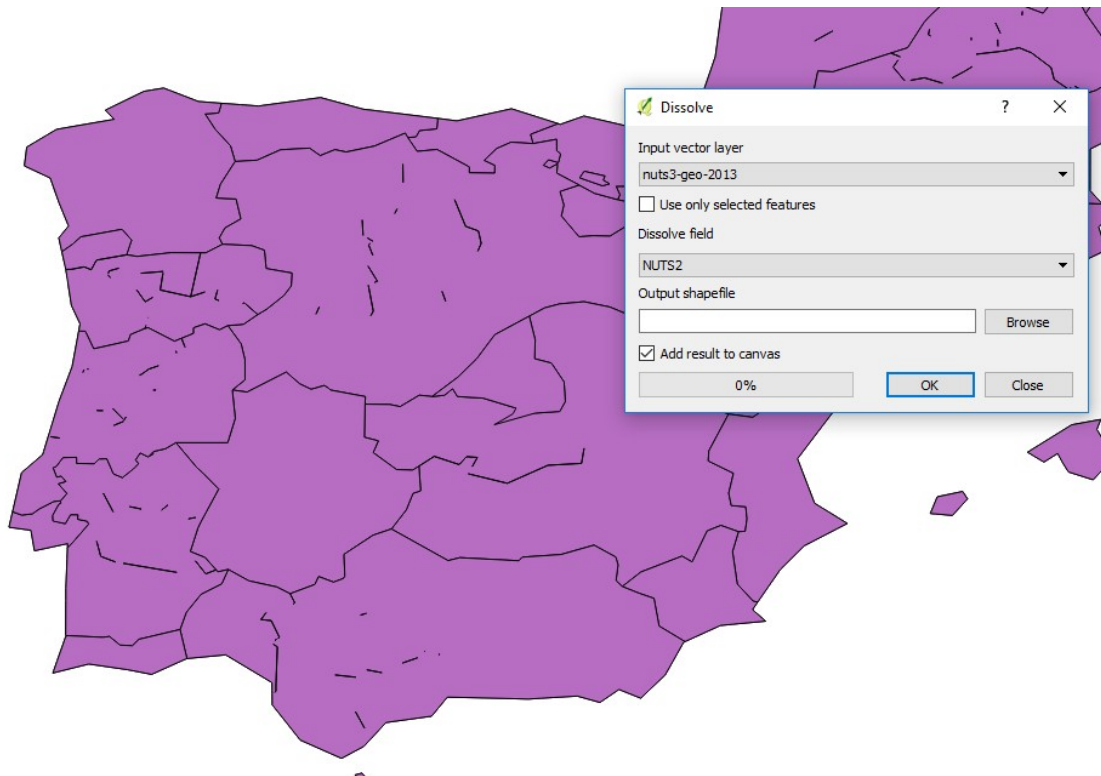 Dissolve
?
Input vector layer
nuts3-geo-2013
Use only selected features
Dissolve field
NUTS2
Output shapefile
Browse
Add result to canvas
0%
OK
Close